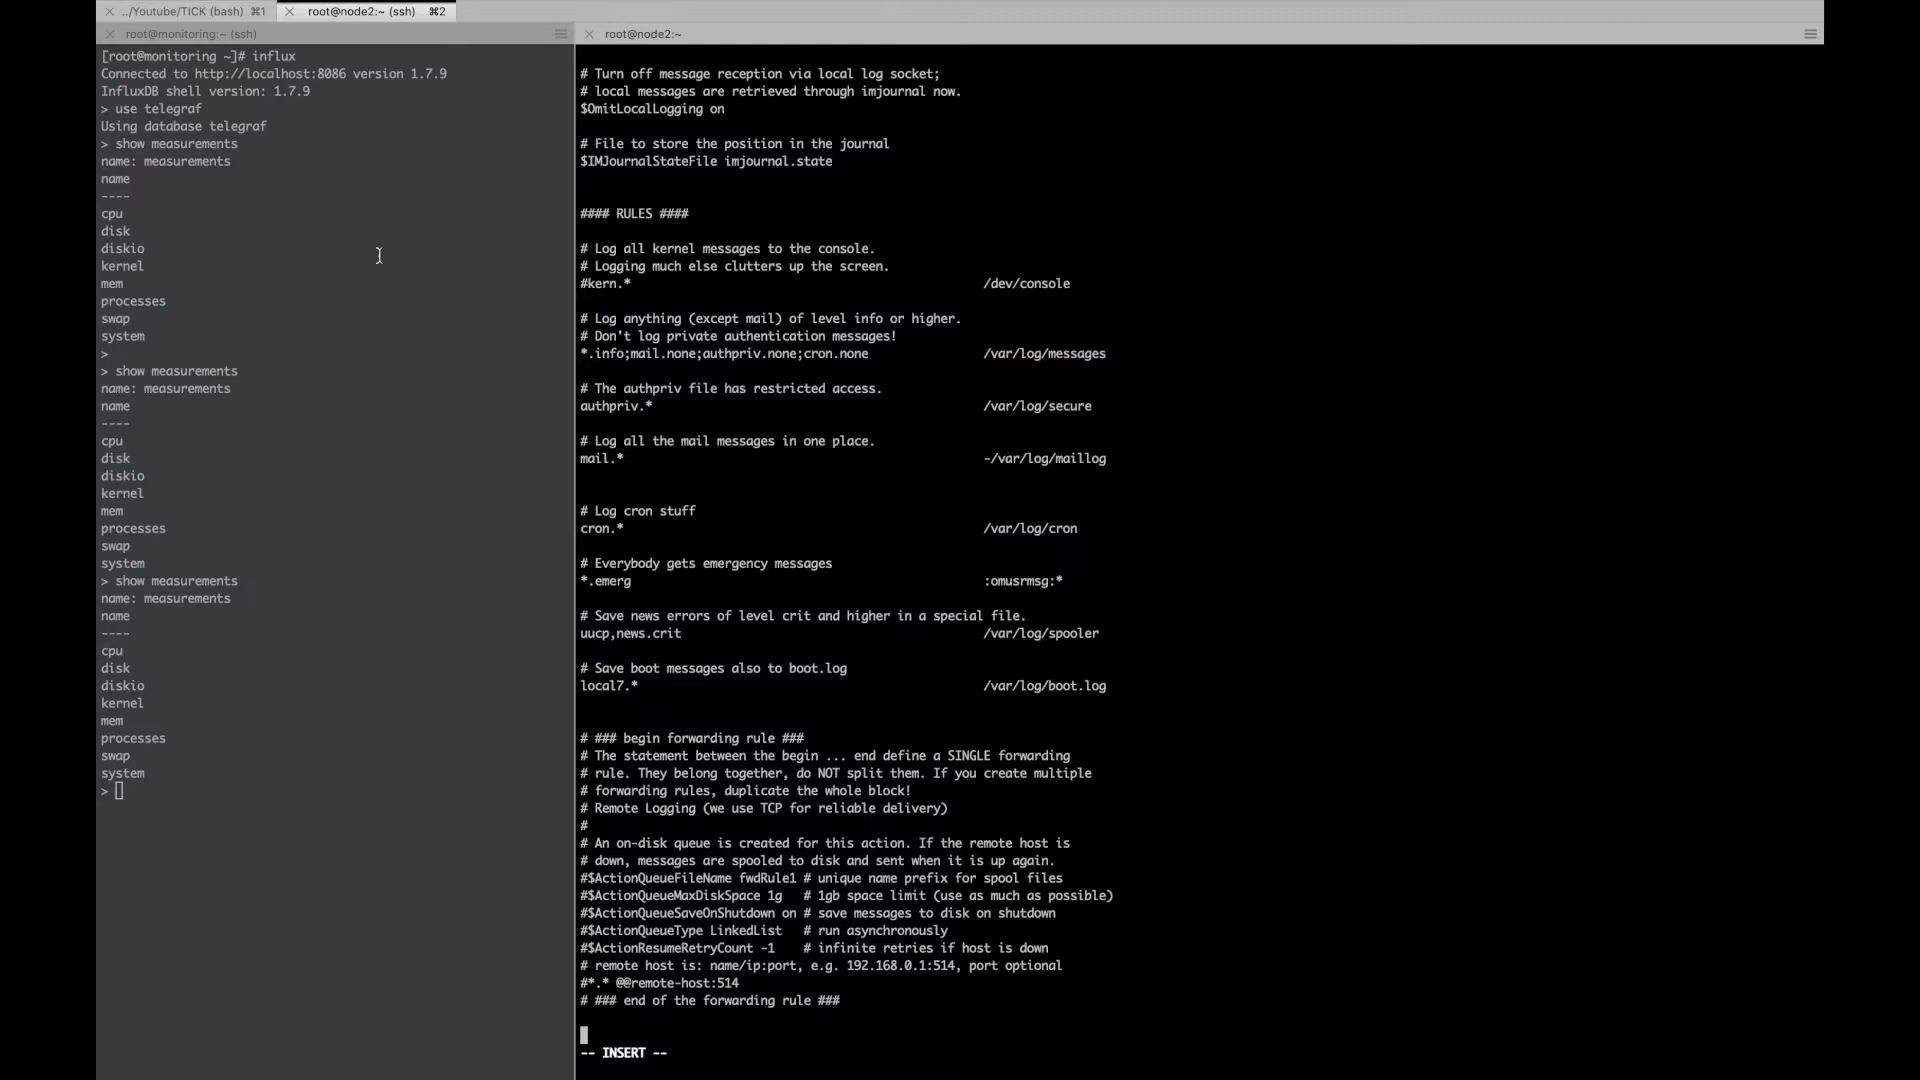 ../Youtube/TICK (bash) ⌘1
root@node2:~ (ssh) ⌘2
root@monitoring:~ (ssh)
[root@monitoring ~]# influx
Connected to http://localhost:8086 version 1.7.9
InfluxDB shell version: 1.7.9
> use telegraf
Using database telegraf
> show measurements
name: measurements
name
----
cpu
disk
diskio
kernel
mem
processes
swap
system
>
> show measurements
name: measurements
name
----
cpu
disk
diskio
kernel
mem
processes
swap
system
> show measurements
name: measurements
name
----
cpu
disk
diskio
kernel
mem
processes
swap
system
>
root@node2:~
# Turn off message reception via local log socket;
# local messages are retrieved through imjournal now.
$OmitLocalLogging on
# File to store the position in the journal
$IMJournalStateFile imjournal.state
#### RULES ####
# Log all kernel messages to the console.
# Logging much else clutters up the screen.
#kern.* /dev/console
# Log anything (except mail) of level info or higher.
# Don't log private authentication messages!
*.info;mail.none;authpriv.none;cron.none /var/log/messages
# The authpriv file has restricted access.
authpriv.* /var/log/secure
# Log all the mail messages in one place.
mail.* -/var/log/maillog
# Log cron stuff
cron.* /var/log/cron
# Everybody gets emergency messages
*.emerg :omusrmsg:*
# Save news errors of level crit and higher in a special file.
uucp,news.crit /var/log/spooler
# Save boot messages also to boot.log
local7.* /var/log/boot.log
# ### begin forwarding rule ###
# The statement between the begin ... end define a SINGLE forwarding
# rule. They belong together, do NOT split them. If you create multiple
# forwarding rules, duplicate the whole block!
# Remote Logging (we use TCP for reliable delivery)
#
# An on-disk queue is created for this action. If the remote host is
# down, messages are spooled to disk and sent when it is up again.
#$ActionQueueFileName fwdRule1 # unique name prefix for spool files
#$ActionQueueMaxDiskSpace 1g # 1gb space limit (use as much as possible)
#$ActionQueueSaveOnShutdown on # save messages to disk on shutdown
#$ActionQueueType LinkedList # run asynchronously
#$ActionResumeRetryCount -1 # infinite retries if host is down
# remote host is: name/ip:port, e.g. 192.168.0.1:514, port optional
#*.* @@remote-host:514
# ### end of the forwarding rule ###
-- INSERT --